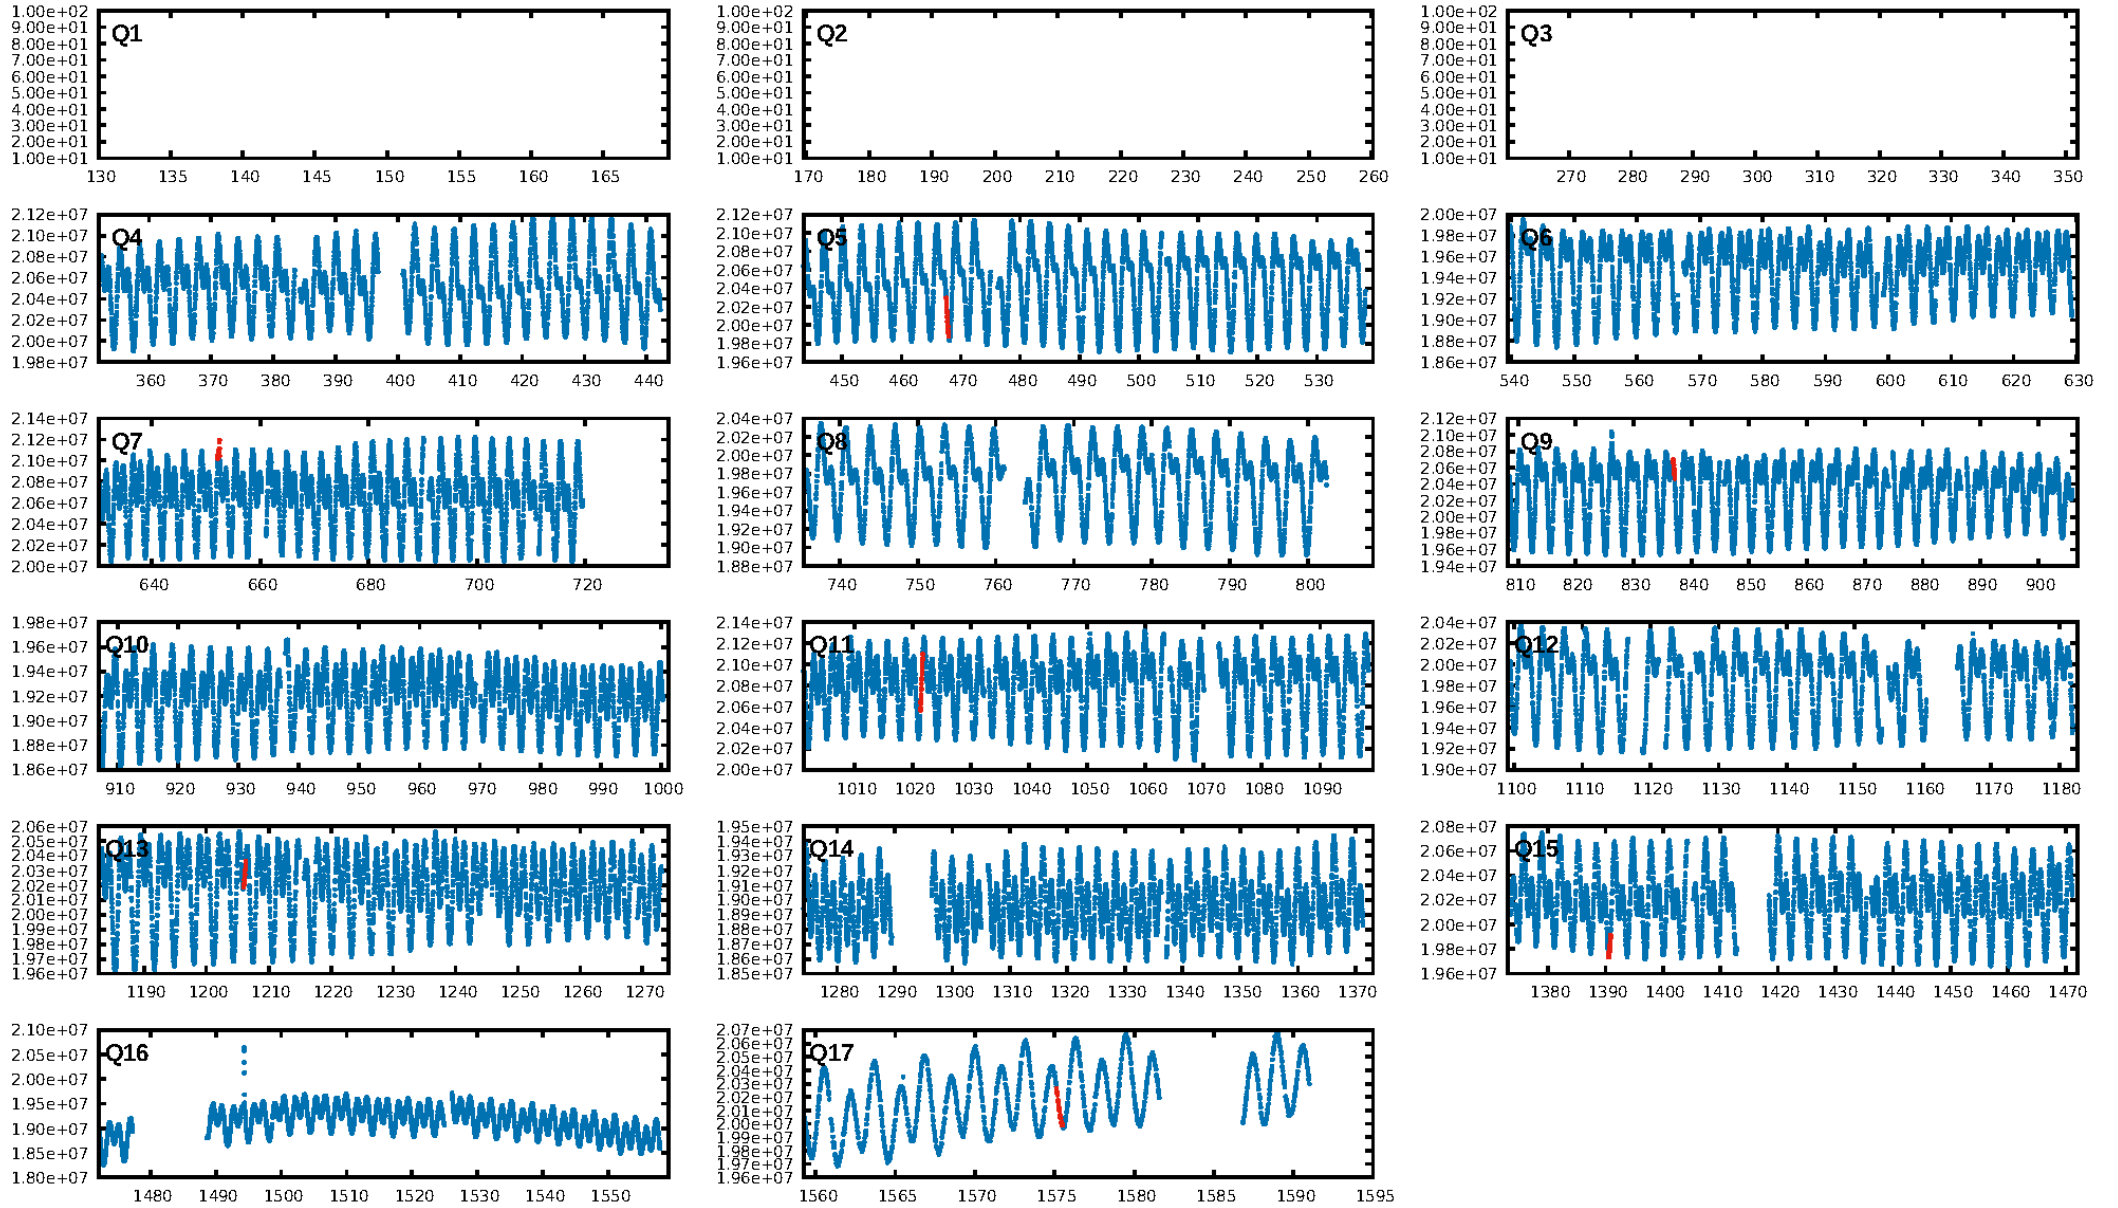 Q1
1.00e+02
9.00e+01
8.00e+01
7.00e+01
6.00e+01
5.00e+01
4.00e+01
3.00e+01
2.00e+01
1.00e+01
130 135 140 145 150 155 160 165
Q2
1.00e+02
9.00e+01
8.00e+01
7.00e+01
6.00e+01
5.00e+01
4.00e+01
3.00e+01
2.00e+01
1.00e+01
170 180 190 200 210 220 230 240 250 260
Q3
1.00e+02
9.00e+01
8.00e+01
7.00e+01
6.00e+01
5.00e+01
4.00e+01
3.00e+01
2.00e+01
1.00e+01
270 280 290 300 310 320 330 340 350
Q4
2.12e+07
2.10e+07
2.08e+07
2.06e+07
2.04e+07
2.02e+07
2.00e+07
1.98e+07
360 370 380 390 400 410 420 430 440
Q5
2.12e+07
2.10e+07
2.08e+07
2.06e+07
2.04e+07
2.02e+07
2.00e+07
1.98e+07
1.96e+07
450 460 470 480 490 500 510 520 530
Q6
2.00e+07
1.98e+07
1.96e+07
1.94e+07
1.92e+07
1.90e+07
1.88e+07
1.86e+07
540 550 560 570 580 590 600 610 620 630
Q7
2.14e+07
2.12e+07
2.10e+07
2.08e+07
2.06e+07
2.04e+07
2.02e+07
2.00e+07
640 660 680 700 720
Q8
2.04e+07
2.02e+07
2.00e+07
1.98e+07
1.96e+07
1.94e+07
1.92e+07
1.90e+07
1.88e+07
740 750 760 770 780 790 800
Q9
2.12e+07
2.10e+07
2.08e+07
2.06e+07
2.04e+07
2.02e+07
2.00e+07
1.98e+07
1.96e+07
1.94e+07
810 820 830 840 850 860 870 880 890 900
Q10
1.98e+07
1.96e+07
1.94e+07
1.92e+07
1.90e+07
1.88e+07
1.86e+07
910 920 930 940 950 960 970 980 990 1000
Q11
2.14e+07
2.12e+07
2.10e+07
2.08e+07
2.06e+07
2.04e+07
2.02e+07
2.00e+07
1010 1020 1030 1040 1050 1060 1070 1080 1090
Q12
2.04e+07
2.02e+07
2.00e+07
1.98e+07
1.96e+07
1.94e+07
1.92e+07
1.90e+07
1100 1110 1120 1130 1140 1150 1160 1170 1180
Q13
2.06e+07
2.05e+07
2.04e+07
2.03e+07
2.02e+07
2.01e+07
2.00e+07
1.99e+07
1.98e+07
1.97e+07
1.96e+07
1190 1200 1210 1220 1230 1240 1250 1260 1270
Q14
1.95e+07
1.94e+07
1.93e+07
1.92e+07
1.91e+07
1.90e+07
1.89e+07
1.88e+07
1.87e+07
1.86e+07
1.85e+07
1280 1290 1300 1310 1320 1330 1340 1350 1360 1370
Q15
2.08e+07
2.06e+07
2.04e+07
2.02e+07
2.00e+07
1.98e+07
1.96e+07
1380 1390 1400 1410 1420 1430 1440 1450 1460 1470
Q16
2.10e+07
2.05e+07
2.00e+07
1.95e+07
1.90e+07
1.85e+07
1.80e+07
1480 1490 1500 1510 1520 1530 1540 1550
Q17
2.07e+07
2.06e+07
2.05e+07
2.04e+07
2.03e+07
2.02e+07
2.01e+07
2.00e+07
1.99e+07
1.98e+07
1.97e+07
1.96e+07
1560 1565 1570 1575 1580 1585 1590 1595